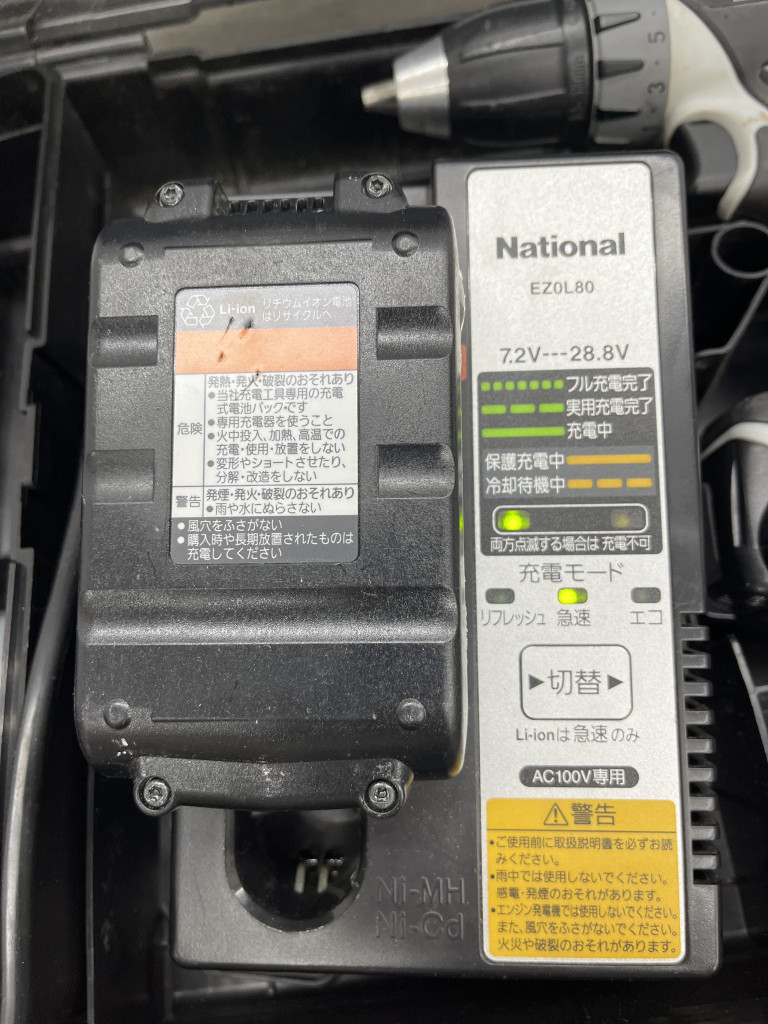 5
3
Li-ion リチウムイオン電池
はリサイクルへ
危険
発熱・発火・破裂のおそれあり
●当社充電工具専用の充電
式電池パックです
●専用充電器を使うこと
●火中投入、加熱、高温での
充電・使用・放置をしない
●変形やショートさせたり、
分解・改造をしない
警告
発煙・発火・破裂のおそれあり
●雨や水にぬらさない
●風穴をふさがない
●購入時や長期放置されたものは
充電してください
National
EZ0L80
7.2V---28.8V
フル充電完了
実用充電完了
充電中
保護充電中
冷却待機中
両方点滅する場合は充電不可
充電モード
リフレッシュ 急速 エコ
▶切替▶
Li-ionは急速のみ
AC100V専用
⚠警告
●ご使用前に取扱説明書を必ずお読
みください。
●雨中では使用しないでください。
感電・発煙のおそれがあります。
●エンジン発電機では使用しないでください。
また、風穴をふさがないでください。
火災や破裂のおそれがあります。
Ni-MH
Ni-Cd